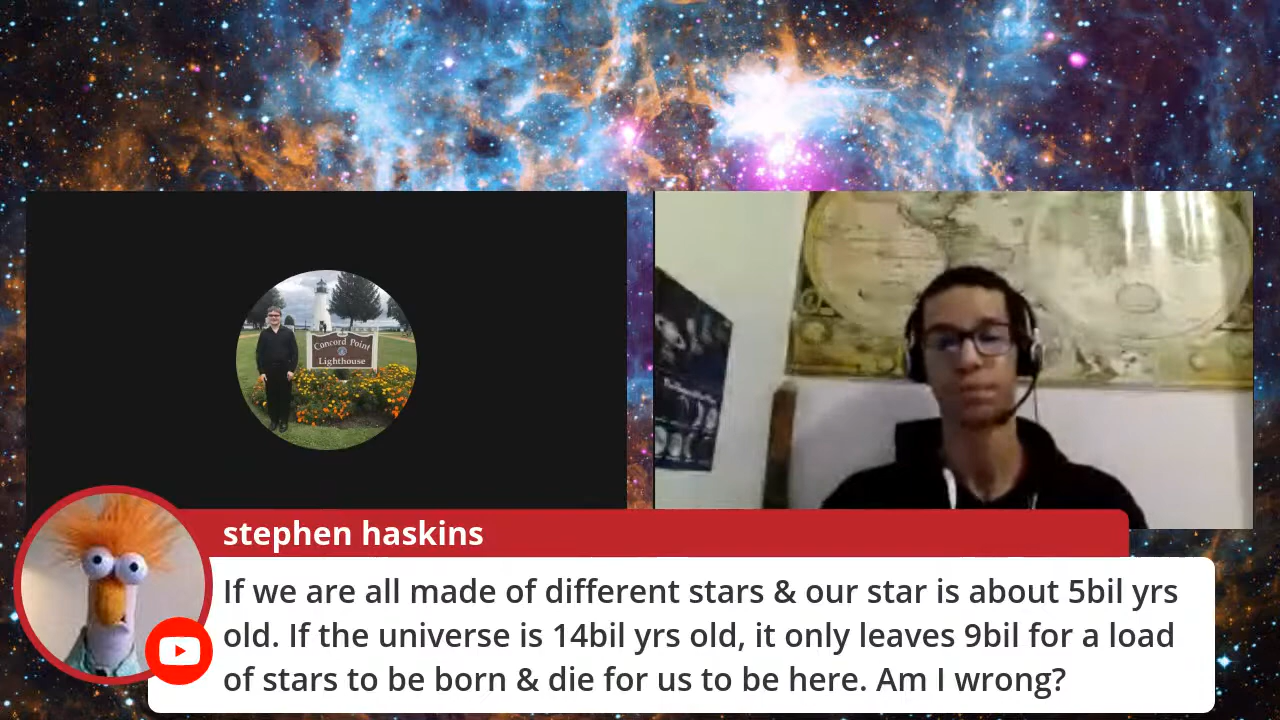 Concord Point
Lighthouse
stephen haskins
If we are all made of different stars & our star is about 5bil yrs
old. If the universe is 14bil yrs old, it only leaves 9bil for a load
of stars to be born & die for us to be here. Am I wrong?